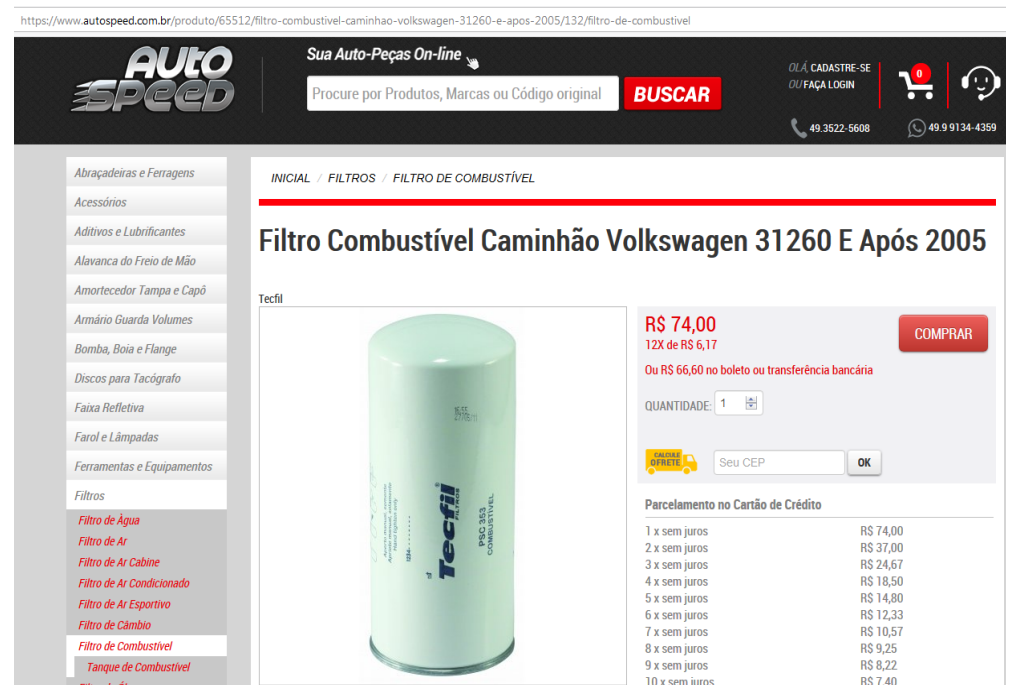 https://www.autospeed.com.br/produto/65512/filtro-combustivel-caminhao-volkswagen-31260-e-apos-2005/132/filtro-de-combustivel
AUTO
SPEED
Sua Auto-Peças On-line
Procure por Produtos, Marcas ou Código original
BUSCAR
OLÁ, CADASTRE-SE
OU FAÇA LOGIN
0
49.3522-5608
49.9 9134-4359
Abraçadeiras e Ferragens
Acessórios
Aditivos e Lubrificantes
Alavanca do Freio de Mão
Amortecedor Tampa e Capô
Armário Guarda Volumes
Bomba, Boia e Flange
Discos para Tacógrafo
Faixa Refletiva
Farol e Lâmpadas
Ferramentas e Equipamentos
Filtros
Filtro de Àgua
Filtro de Ar
Filtro de Ar Cabine
Filtro de Ar Condicionado
Filtro de Ar Esportivo
Filtro de Câmbio
Filtro de Combustível
Tanque de Combustível
INICIAL / FILTROS / FILTRO DE COMBUSTÍVEL
Filtro Combustível Caminhão Volkswagen 31260 E Após 2005
Tecfil
Tecfil
FILTROS
PSC 353
COMBUSTÍVEL
Hand tighten only
R$ 74,00
12X de R$ 6,17
COMPRAR
Ou R$ 66,60 no boleto ou transferência bancária
QUANTIDADE: 1
CALCULE
O FRETE
Seu CEP
OK
Parcelamento no Cartão de Crédito
1 x sem juros R$ 74,00
2 x sem juros R$ 37,00
3 x sem juros R$ 24,67
4 x sem juros R$ 18,50
5 x sem juros R$ 14,80
6 x sem juros R$ 12,33
7 x sem juros R$ 10,57
8 x sem juros R$ 9,25
9 x sem juros R$ 8,22
10 x sem juros R$ 7,40